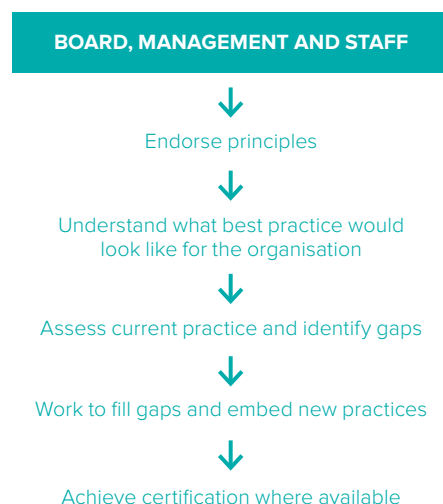 BOARD, MANAGEMENT AND STAFF
Endorse principles
Understand what best practice would
look like for the organisation
Assess current practice and identify gaps
Work to fill gaps and embed new practices
Achieve certification where available